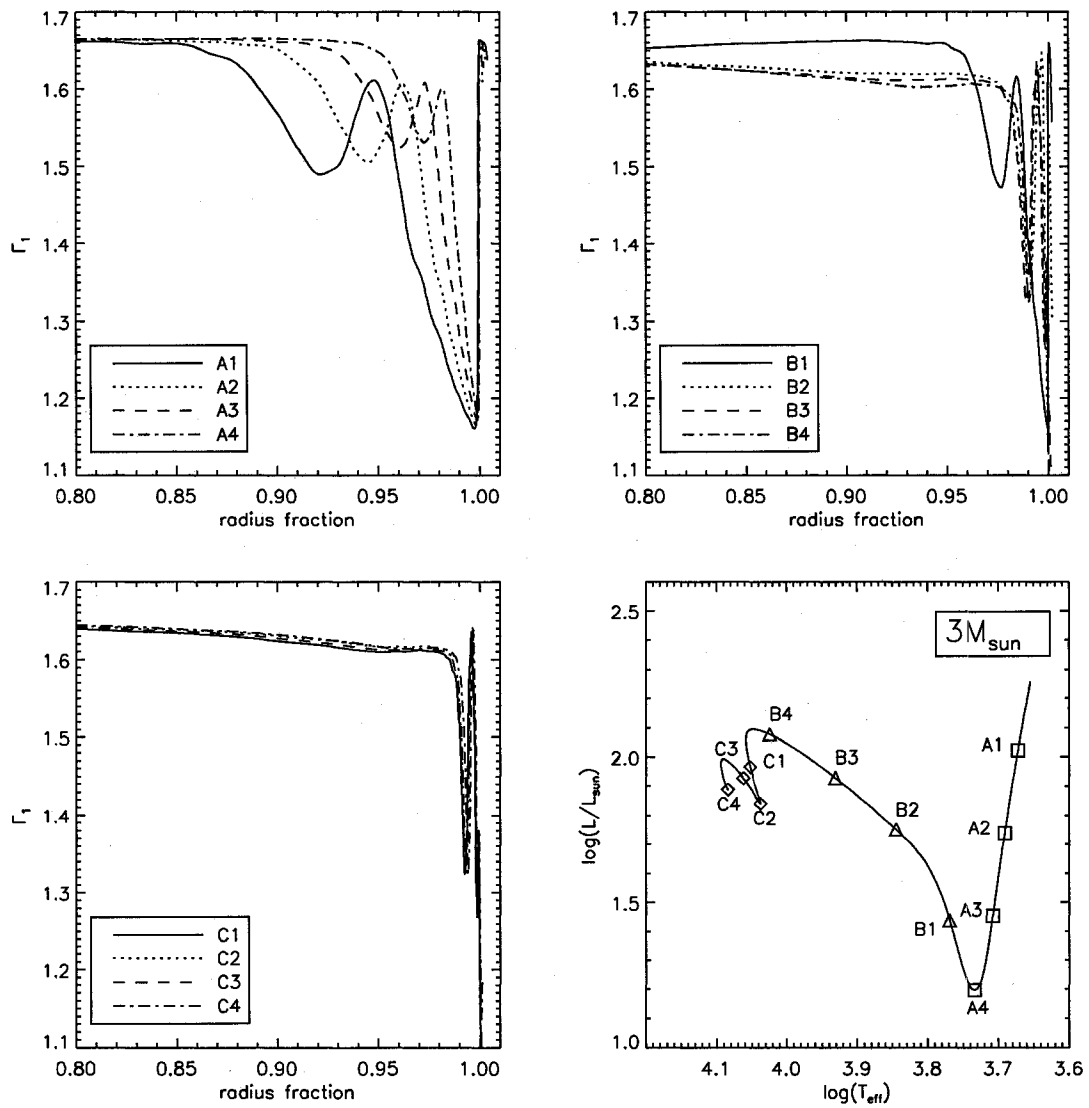 1.7
1.6
1.5
1.4
1.3
1.2
1.1
Γ1
A1
A2
A3
A4
0.80 0.85 0.90 0.95 1.00
radius fraction
1.7
1.6
1.5
1.4
1.3
1.2
1.1
Γ1
B1
B2
B3
B4
0.80 0.85 0.90 0.95 1.00
radius fraction
1.7
1.6
1.5
1.4
1.3
1.2
1.1
Γ1
C1
C2
C3
C4
0.80 0.85 0.90 0.95 1.00
radius fraction
2.5
2.0
1.5
1.0
log(L/Lsun)
3Msun
B4
C3
C1
B3
A1
C4
C2
B2
A2
B1
A3
A4
4.1 4.0 3.9 3.8 3.7 3.6
log(Teff)